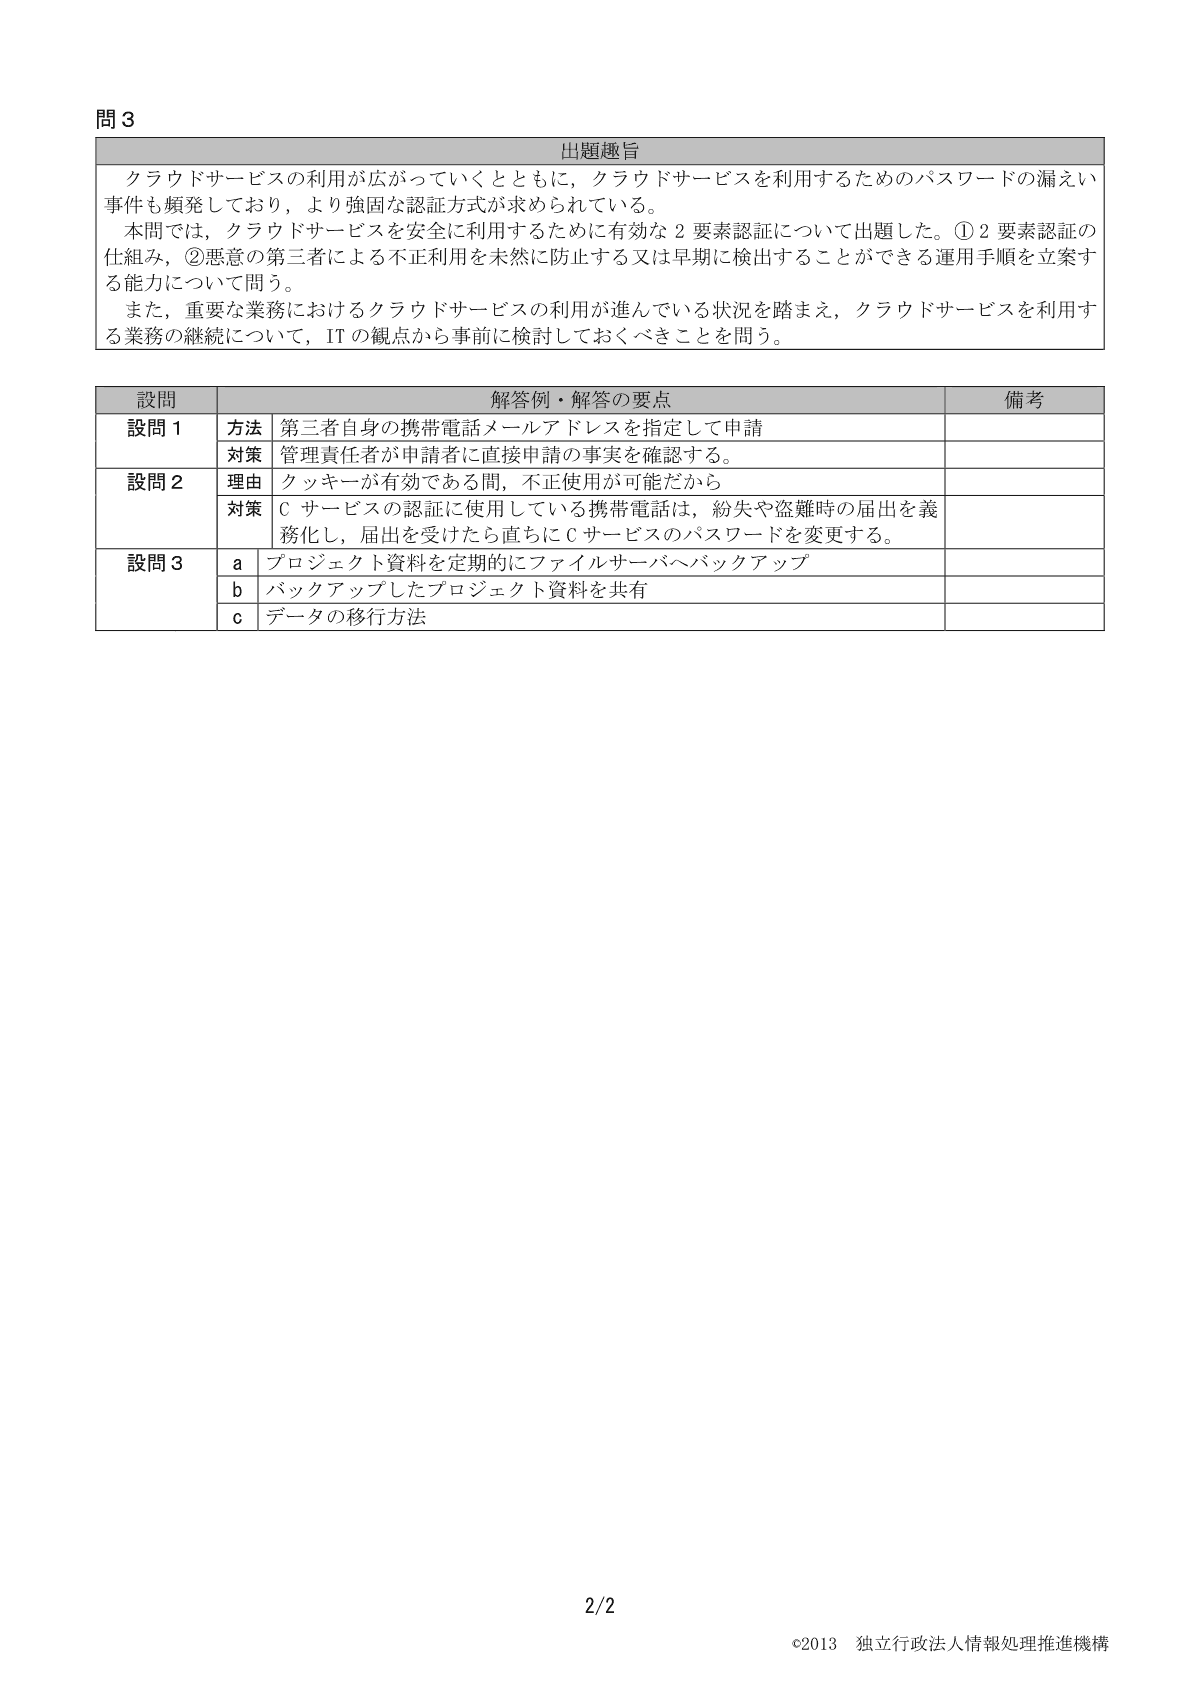 問３
出題趣旨
クラウドサービスの利用が広がっていくとともに，クラウドサービスを利用するためのパスワードの漏えい
事件も頻発しており，より強固な認証方式が求められている。
本問では，クラウドサービスを安全に利用するために有効な 2 要素認証について出題した。①2 要素認証の
仕組み，②悪意の第三者による不正利用を未然に防止する又は早期に検出することができる運用手順を立案す
る能力について問う。
また，重要な業務におけるクラウドサービスの利用が進んでいる状況を踏まえ，クラウドサービスを利用す
る業務の継続について，IT の観点から事前に検討しておくべきことを問う。
設問 解答例・解答の要点 備考
設問１ 方法 第三者自身の携帯電話メールアドレスを指定して申請
対策 管理責任者が申請者に直接申請の事実を確認する。
設問２ 理由 クッキーが有効である間，不正使用が可能だから
対策 C サービスの認証に使用している携帯電話は，紛失や盗難時の届出を義
務化し，届出を受けたら直ちに C サービスのパスワードを変更する。
設問３ a プロジェクト資料を定期的にファイルサーバへバックアップ
b バックアップしたプロジェクト資料を共有
c データの移行方法
2/2
©2013 独立行政法人情報処理推進機構